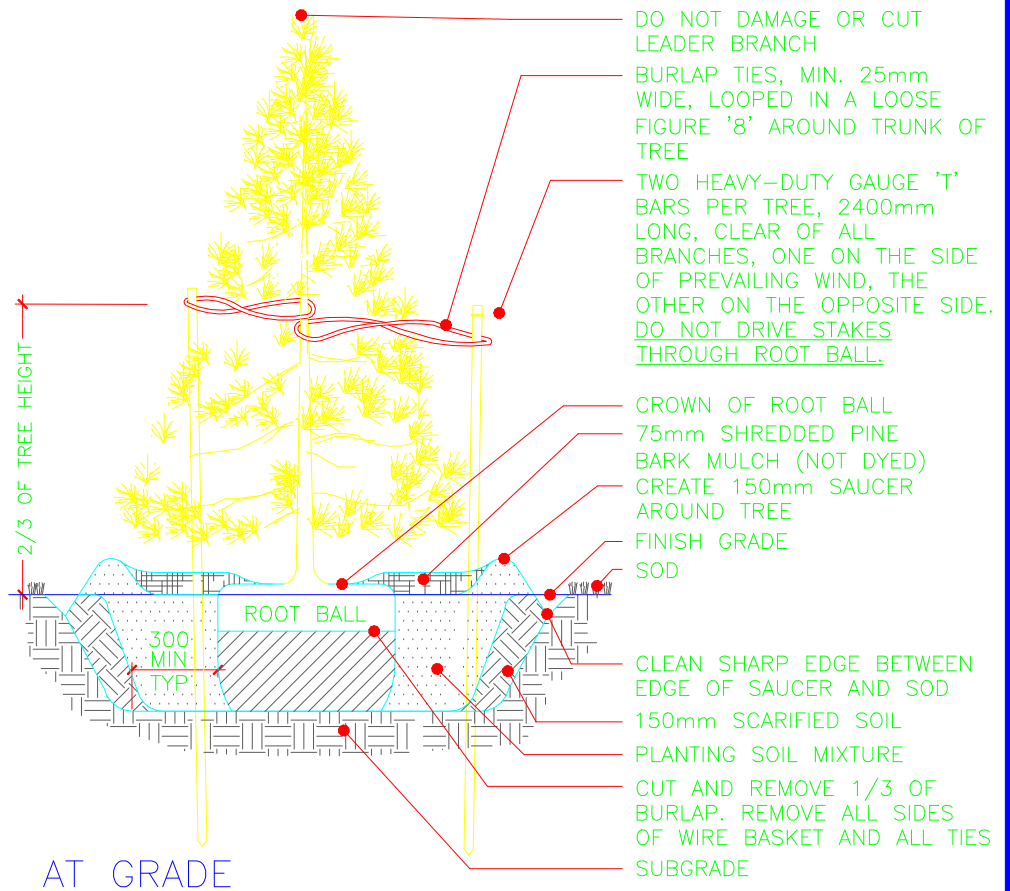 DO NOT DAMAGE OR CUT
LEADER BRANCH
BURLAP TIES, MIN. 25mm
WIDE, LOOPED IN A LOOSE
FIGURE '8' AROUND TRUNK OF
TREE
TWO HEAVY-DUTY GAUGE 'T'
BARS PER TREE, 2400mm
LONG, CLEAR OF ALL
BRANCHES, ONE ON THE SIDE
OF PREVAILING WIND, THE
OTHER ON THE OPPOSITE SIDE.
DO NOT DRIVE STAKES
THROUGH ROOT BALL.
2/3 OF TREE HEIGHT
CROWN OF ROOT BALL
75mm SHREDDED PINE
BARK MULCH (NOT DYED)
CREATE 150mm SAUCER
AROUND TREE
FINISH GRADE
SOD
ROOT BALL
300
MIN
TYP
CLEAN SHARP EDGE BETWEEN
EDGE OF SAUCER AND SOD
150mm SCARIFIED SOIL
PLANTING SOIL MIXTURE
CUT AND REMOVE 1/3 OF
BURLAP. REMOVE ALL SIDES
OF WIRE BASKET AND ALL TIES
SUBGRADE
AT GRADE